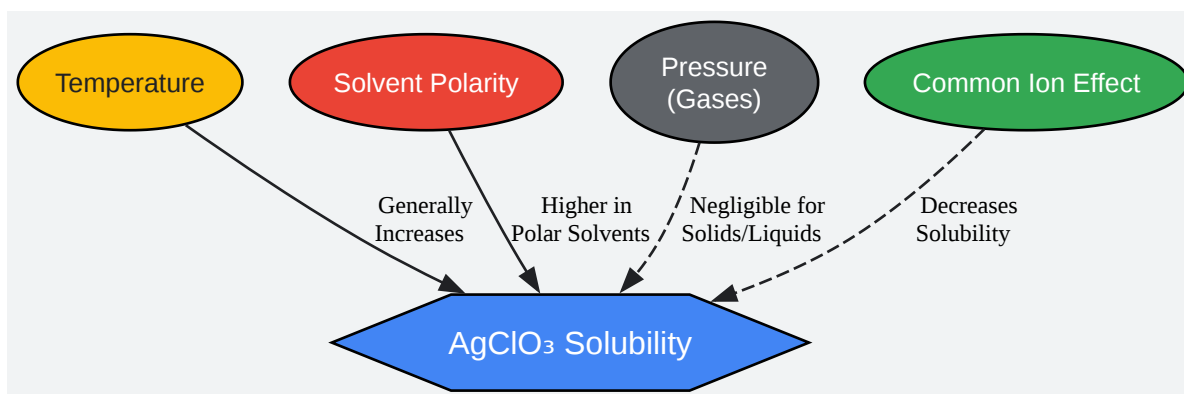 Temperature
Solvent Polarity
Pressure
(Gases)
Common Ion Effect
Generally
Increases
Higher in
Polar Solvents
Negligible for
Solids/Liquids
Decreases
Solubility
AgClO₃ Solubility